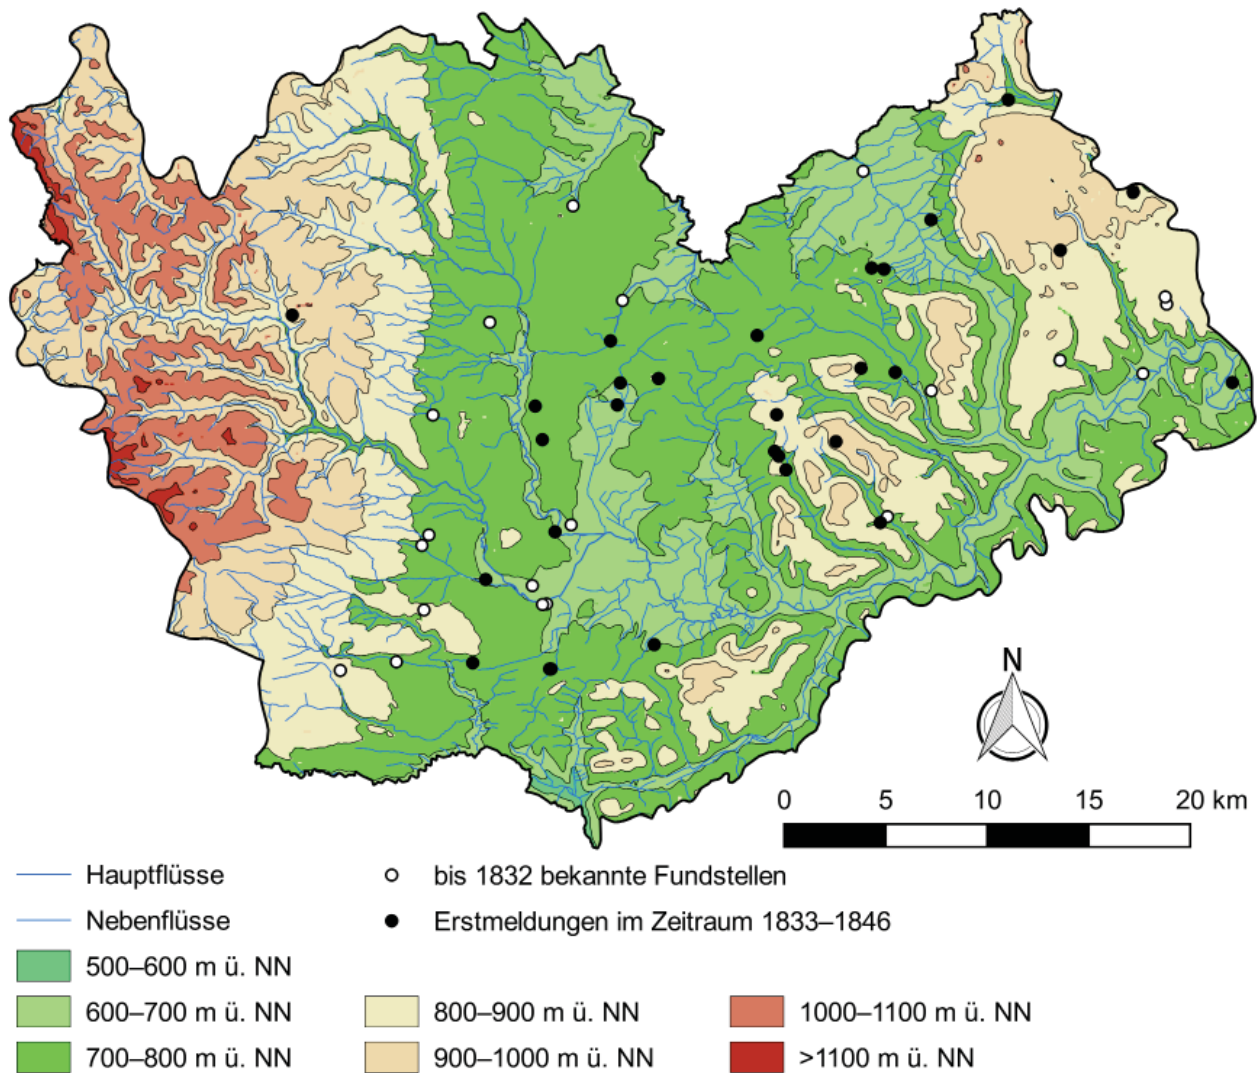 N
0 5 10 15 20 km
Hauptflüsse
bis 1832 bekannte Fundstellen
Nebenflüsse
Erstmeldungen im Zeitraum 1833–1846
500–600 m ü. NN
600–700 m ü. NN
800–900 m ü. NN
1000–1100 m ü. NN
700–800 m ü. NN
900–1000 m ü. NN
>1100 m ü. NN